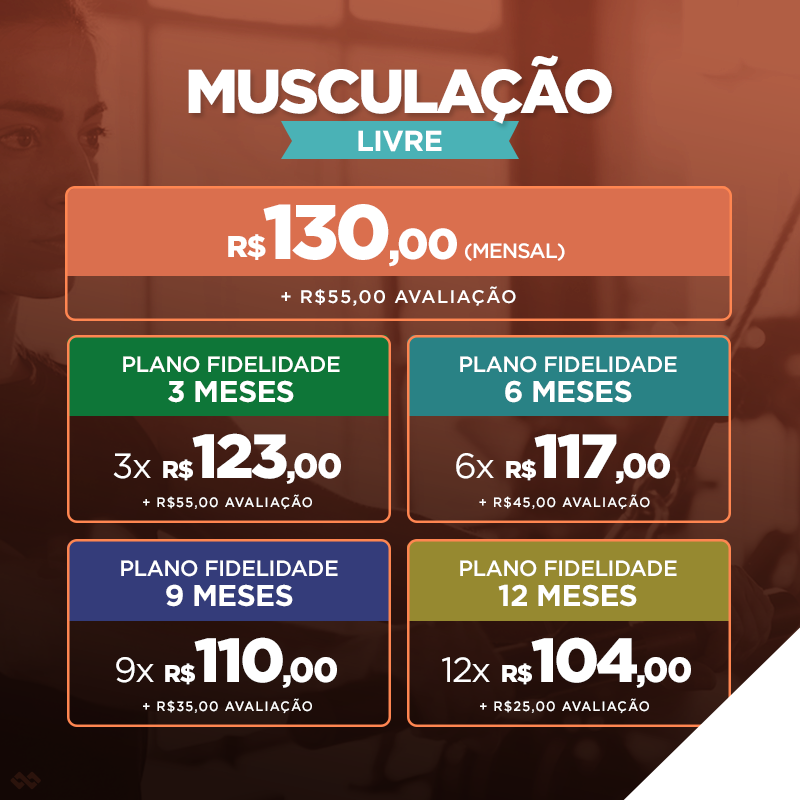 MUSCULAÇÃO
LIVRE
R$130,00 (MENSAL)
+ R$55,00 AVALIAÇÃO
PLANO FIDELIDADE
3 MESES
3x R$123,00
+ R$55,00 AVALIAÇÃO
PLANO FIDELIDADE
6 MESES
6x R$117,00
+ R$45,00 AVALIAÇÃO
PLANO FIDELIDADE
9 MESES
9x R$110,00
+ R$35,00 AVALIAÇÃO
PLANO FIDELIDADE
12 MESES
12x R$104,00
+ R$25,00 AVALIAÇÃO